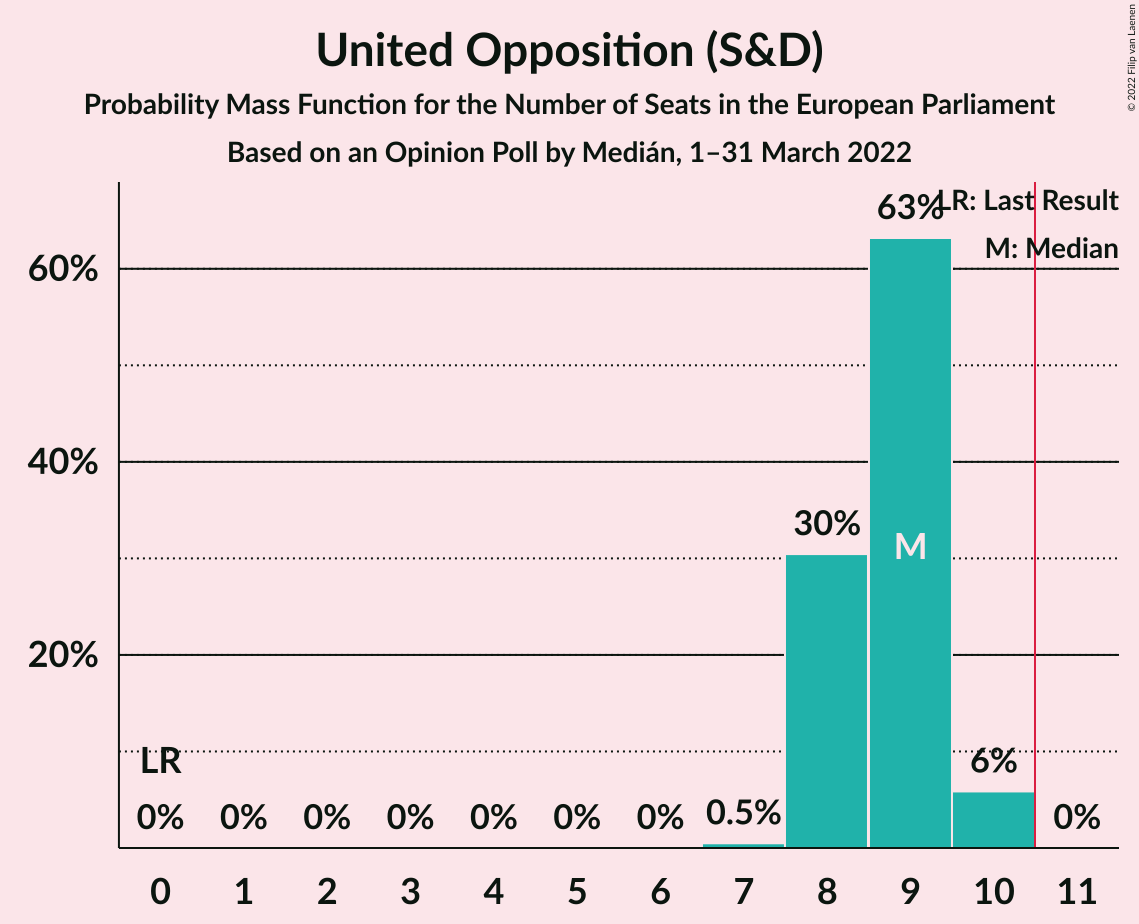 United Opposition (S&D)
Probability Mass Function for the Number of Seats in the European Parliament
Based on an Opinion Poll by Medián, 1–31 March 2022
© 2022 Filip van Laenen
LR: Last Result
M: Median
63%
60%
40%
30%
M
20%
LR
6%
0% 0% 0% 0% 0% 0% 0% 0.5% 0%
0 1 2 3 4 5 6 7 8 9 10 11